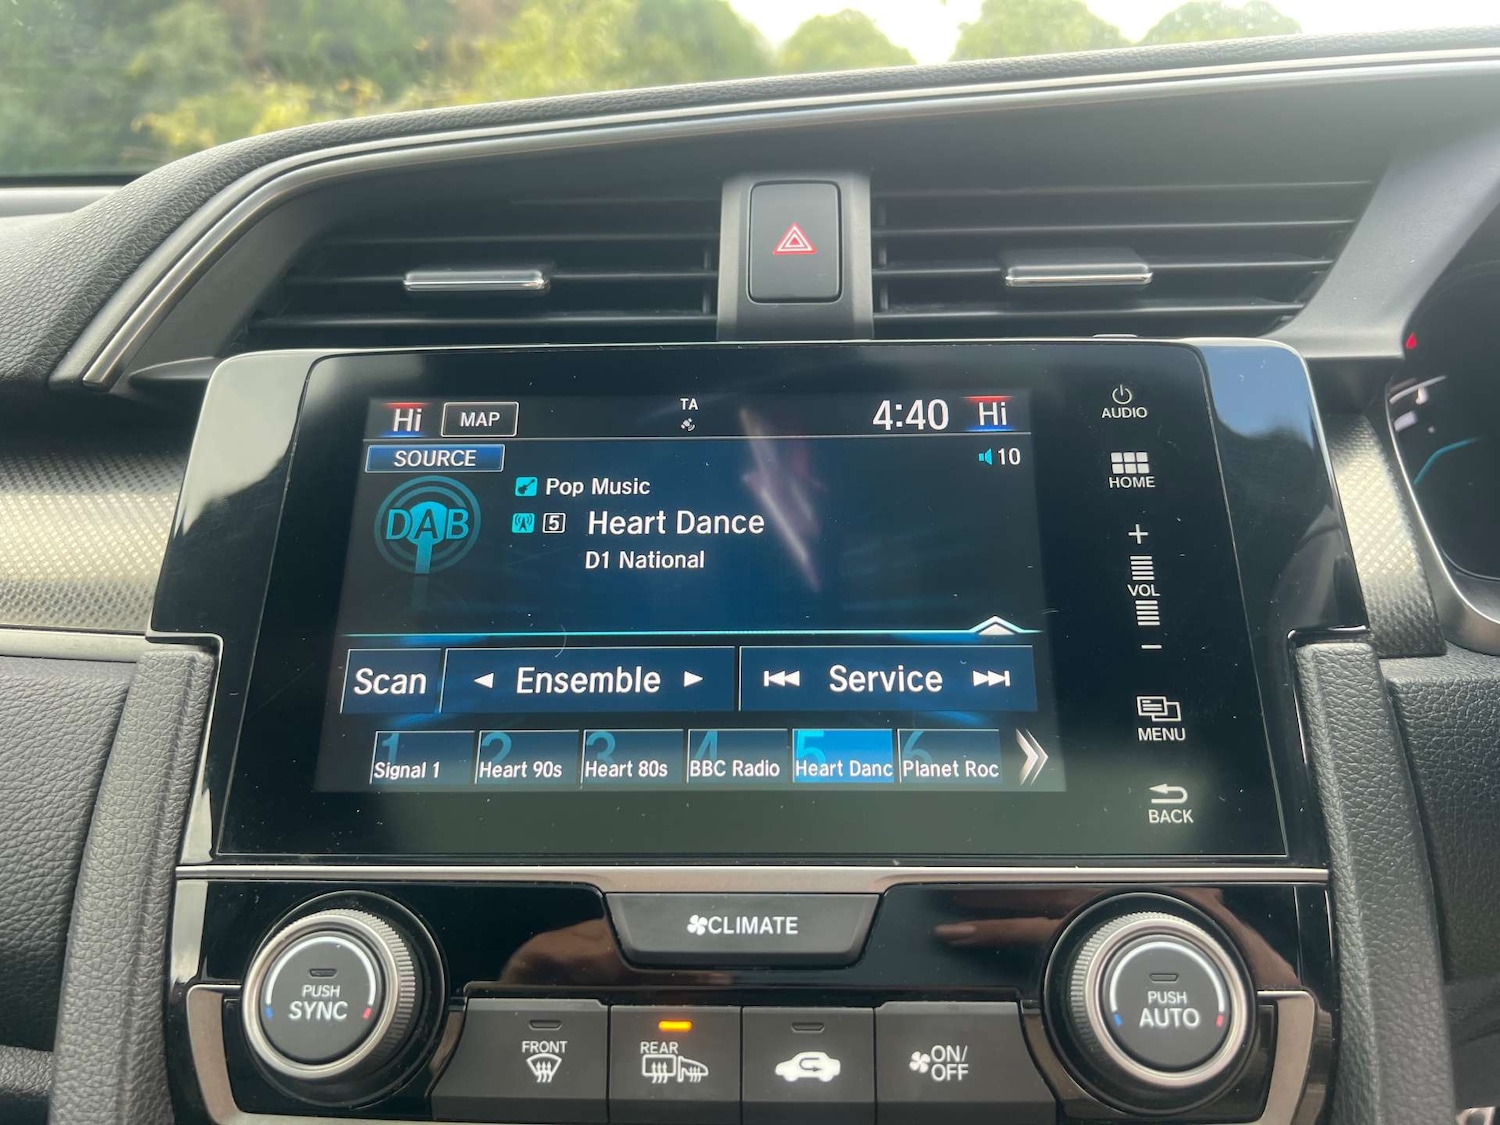 Hi MAP TA 4:40 Hi
SOURCE 10
DAB
Pop Music
5 Heart Dance
D1 National
Scan Ensemble Service
1 Signal 1
2 Heart 90s
3 Heart 80s
4 BBC Radio
5 Heart Danc
6 Planet Roc
AUDIO
HOME
+
VOL
−
MENU
BACK
CLIMATE
PUSH
SYNC
FRONT
REAR
ON/
OFF
PUSH
AUTO